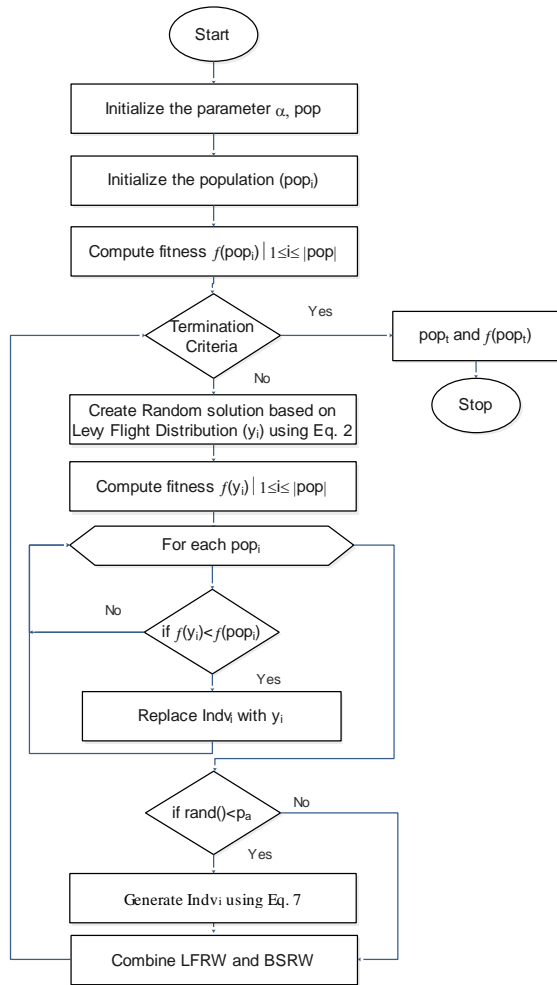 Start
Initialize the parameter α, pop
Initialize the population (popᵢ)
Compute fitness f(popᵢ) | 1≤i≤ |pop|
Termination
Criteria
Yes
popₜ and f(popₜ)
Stop
No
Create Random solution based on
Levy Flight Distribution (yᵢ) using Eq. 2
Compute fitness f(yᵢ) | 1≤i≤ |pop|
For each popᵢ
No
if f(yᵢ)<f(popᵢ)
Yes
Replace Indvᵢ with yᵢ
if rand()<pₐ
No
Yes
Generate Indvᵢ using Eq. 7
Combine LFRW and BSRW